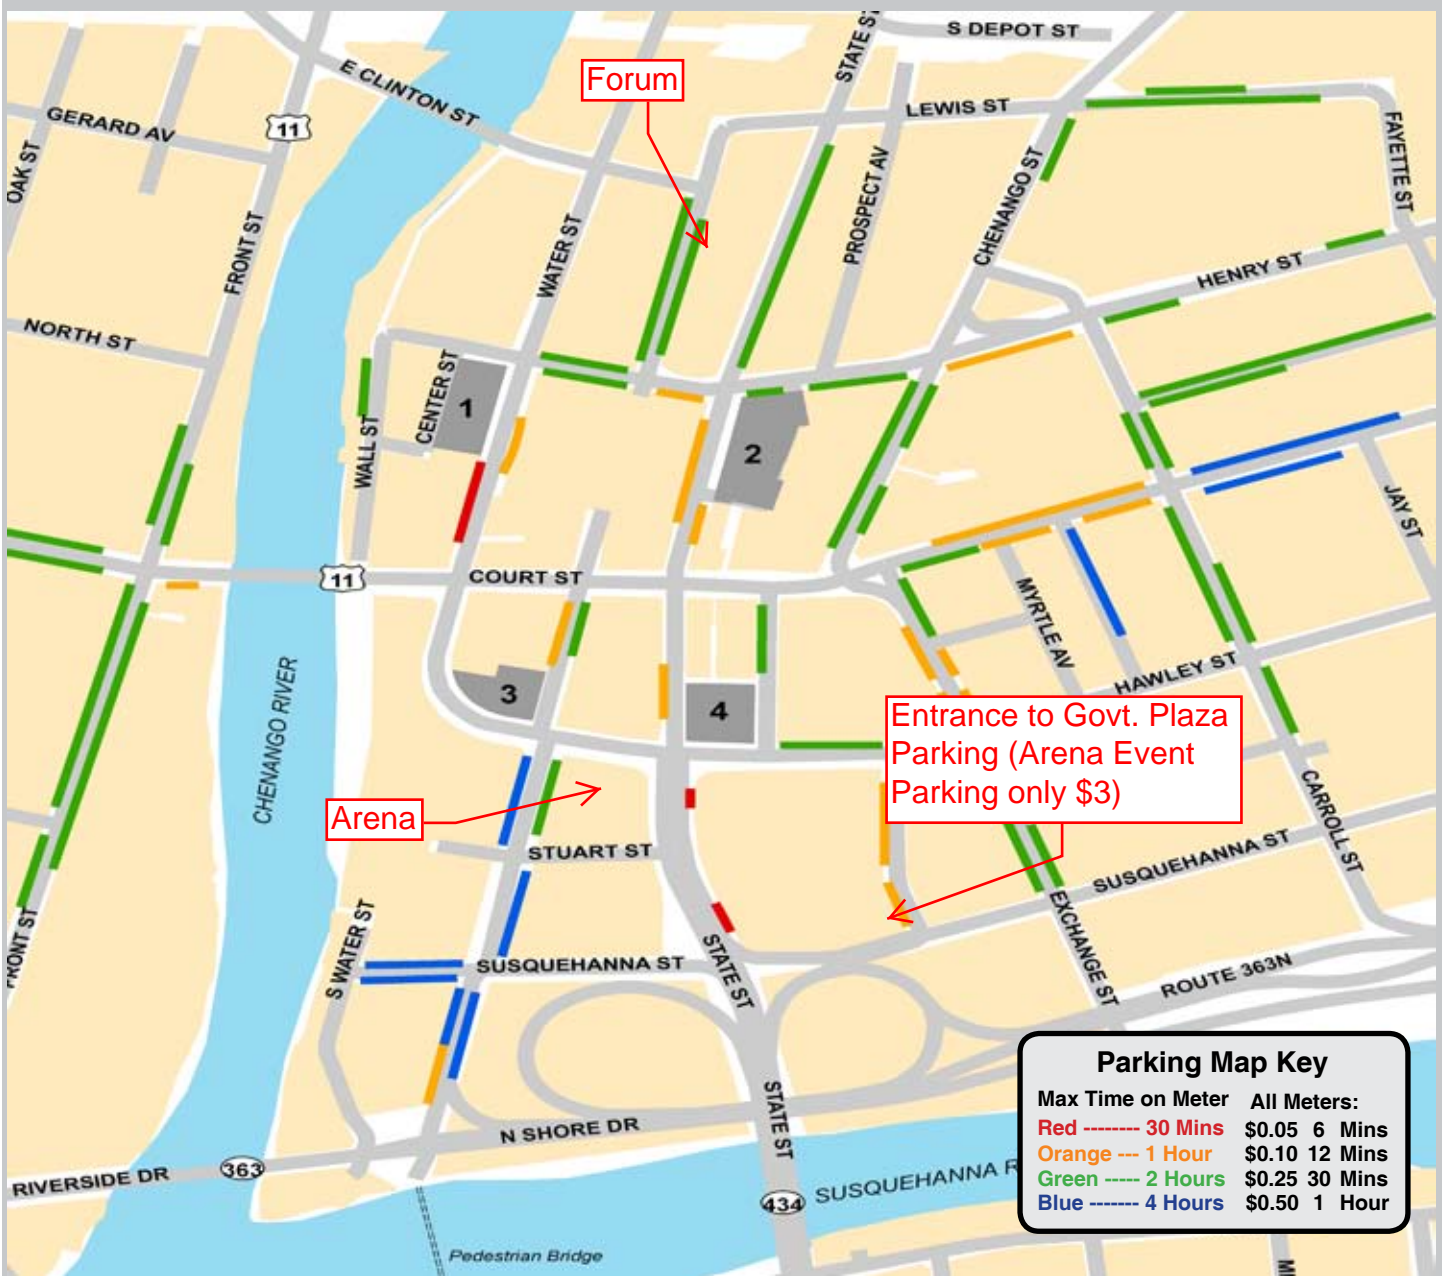 S DEPOT ST
STATE ST
Forum
E CLINTON ST
LEWIS ST
GERARD AV
11
OAK ST
FAYETTE ST
PROSPECT AV
CHENANGO ST
FRONT ST
WATER ST
HENRY ST
NORTH ST
CENTER ST
1
2
WALL ST
JAY ST
11
COURT ST
MYRTLE AV
HAWLEY ST
CHENANGO RIVER
3
4
Entrance to Govt. Plaza
Parking (Arena Event
Parking only $3)
Arena
CARROLL ST
STUART ST
SUSQUEHANNA ST
EXCHANGE ST
FRONT ST
S WATER ST
STATE ST
SUSQUEHANNA ST
ROUTE 363N
Parking Map Key
Max Time on Meter All Meters:
Red -------- 30 Mins $0.05 6 Mins
Orange --- 1 Hour $0.10 12 Mins
Green ----- 2 Hours $0.25 30 Mins
Blue ------- 4 Hours $0.50 1 Hour
STATE ST
N SHORE DR
363
RIVERSIDE DR
434
SUSQUEHANNA R
Pedestrian Bridge